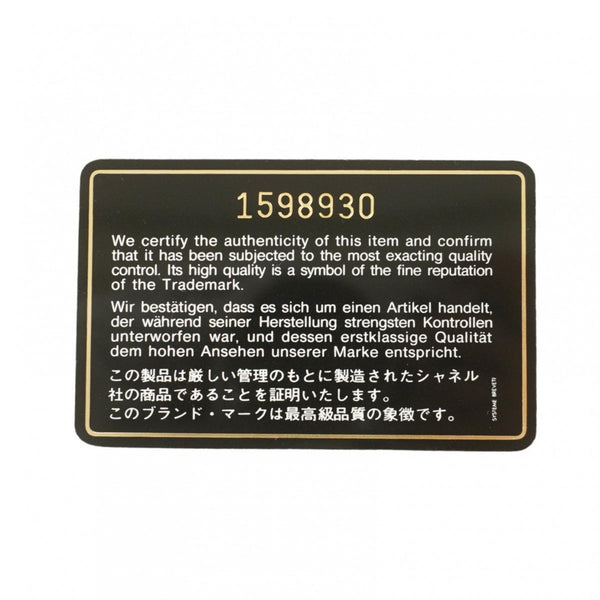 1598930
We certify the authenticity of this item and confirm
that it has been subjected to the most exacting quality
control. Its high quality is a symbol of the fine reputation
of the Trademark.
Wir bestätigen, dass es sich um einen Artikel handelt,
der während seiner Herstellung strengsten Kontrollen
unterworfen war, und dessen erstklassige Qualität
dem hohen Ansehen unserer Marke entspricht.
この製品は厳しい管理のもとに製造されたシャネル
社の商品であることを証明いたします。
このブランド・マークは最高級品質の象徴です。
SYSTEME BREVETÉ